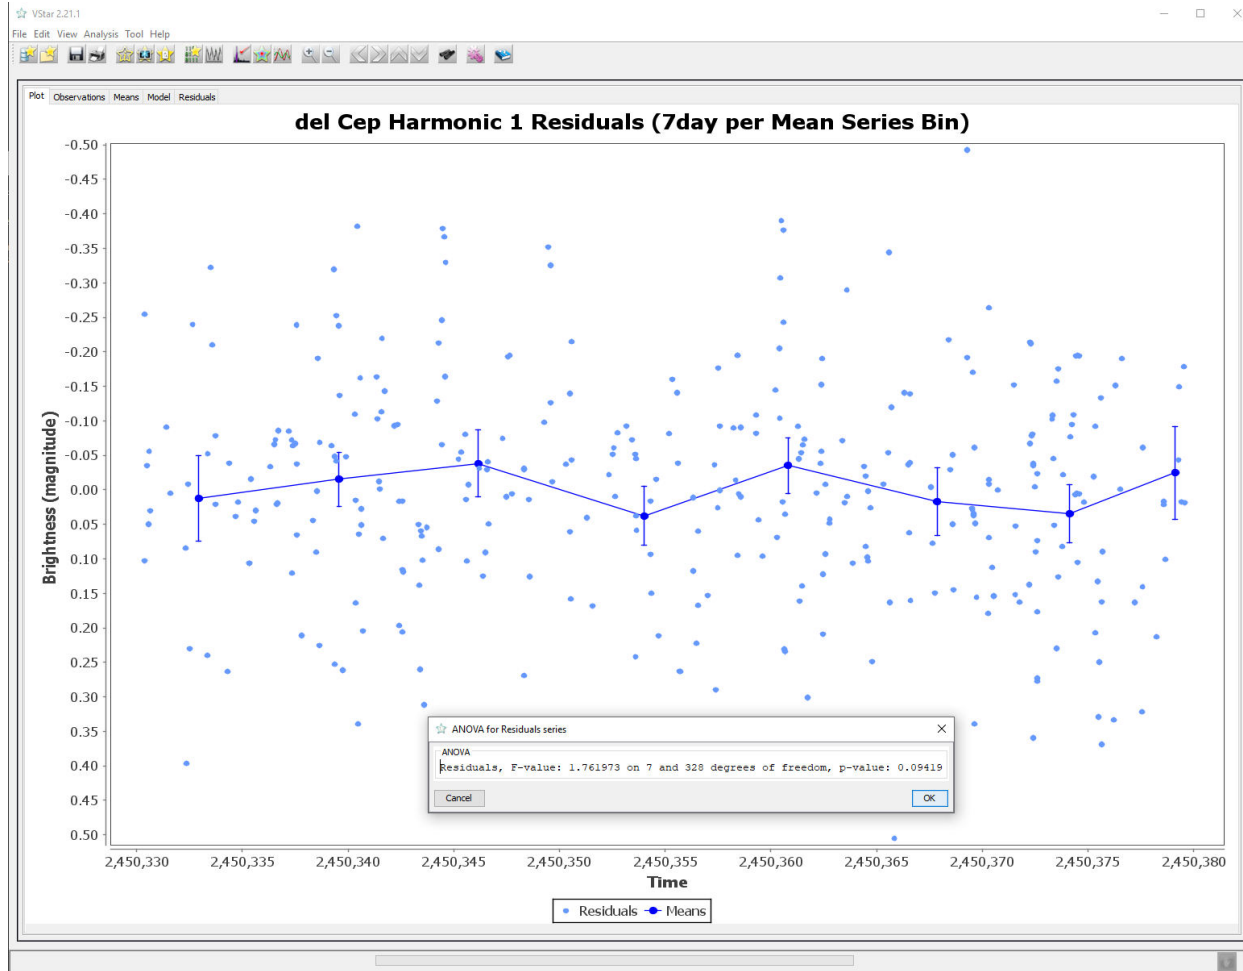 VStar 2.21.1
File Edit View Analysis Tool Help
Plot Observations Means Model Residuals
del Cep Harmonic 1 Residuals (7day per Mean Series Bin)
Brightness (magnitude)
-0.50
-0.45
-0.40
-0.35
-0.30
-0.25
-0.20
-0.15
-0.10
-0.05
0.00
0.05
0.10
0.15
0.20
0.25
0.30
0.35
0.40
0.45
0.50
ANOVA for Residuals series
ANOVA
Residuals, F-value: 1.761973 on 7 and 328 degrees of freedom, p-value: 0.09419
Cancel OK
2,450,330 2,450,335 2,450,340 2,450,345 2,450,350 2,450,355 2,450,360 2,450,365 2,450,370 2,450,375 2,450,380
Time
Residuals Means